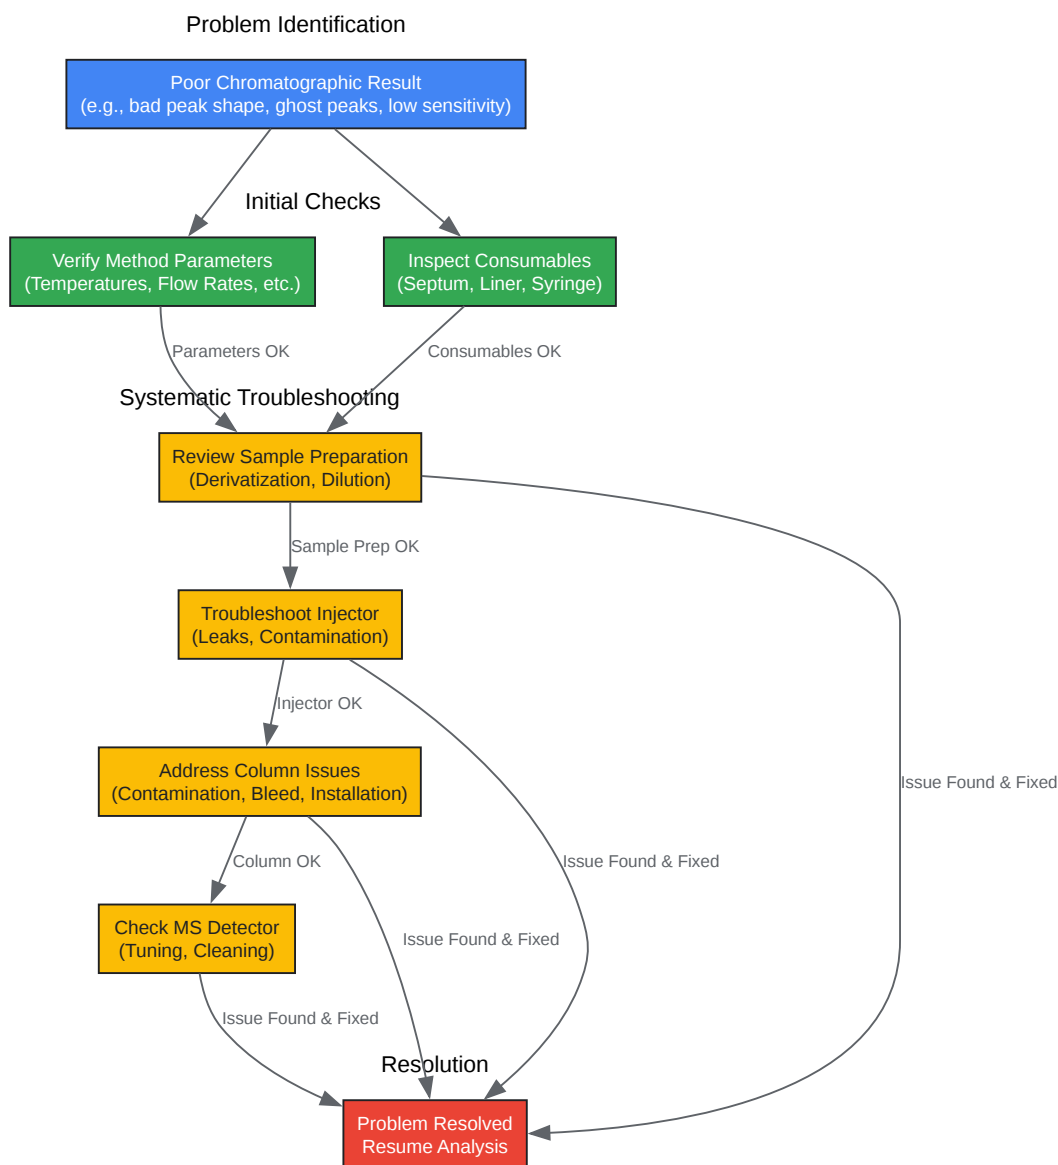 Problem Identification
Poor Chromatographic Result
(e.g., bad peak shape, ghost peaks, low sensitivity)
Initial Checks
Verify Method Parameters
(Temperatures, Flow Rates, etc.)
Inspect Consumables
(Septum, Liner, Syringe)
Parameters OK
Consumables OK
Systematic Troubleshooting
Review Sample Preparation
(Derivatization, Dilution)
Sample Prep OK
Troubleshoot Injector
(Leaks, Contamination)
Injector OK
Address Column Issues
(Contamination, Bleed, Installation)
Issue Found & Fixed
Column OK
Issue Found & Fixed
Check MS Detector
(Tuning, Cleaning)
Issue Found & Fixed
Issue Found & Fixed
Resolution
Problem Resolved
Resume Analysis